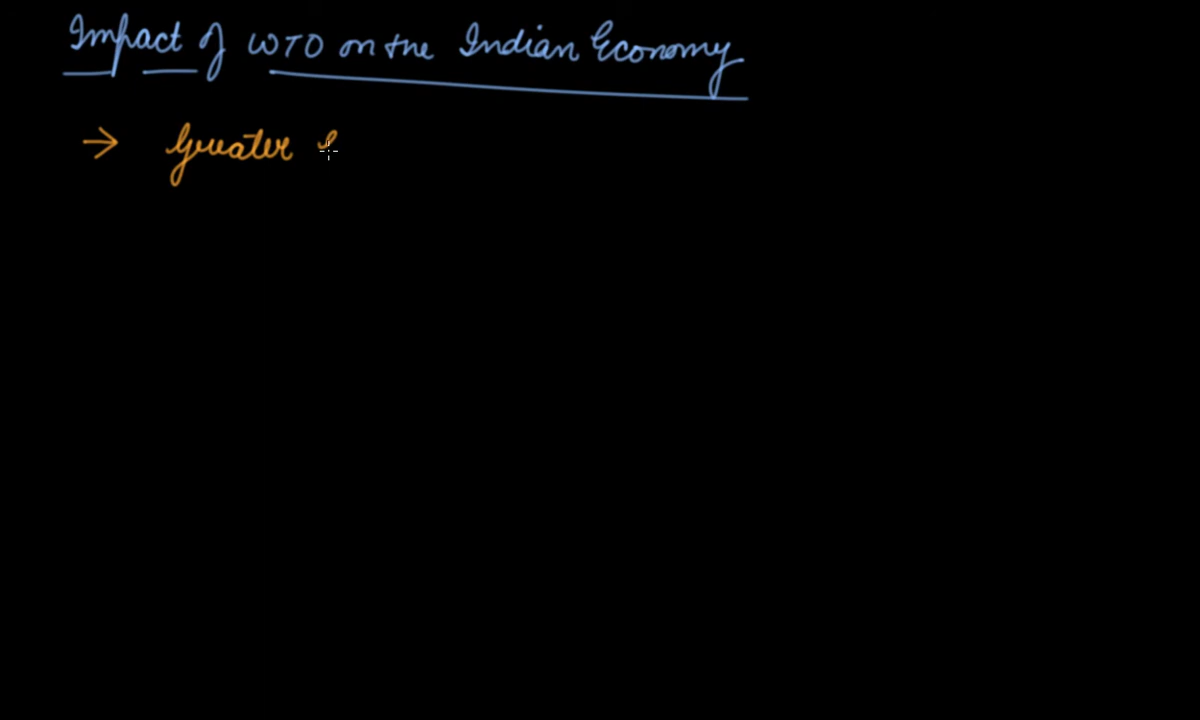 Impact of WTO on the Indian Economy
→ Greater